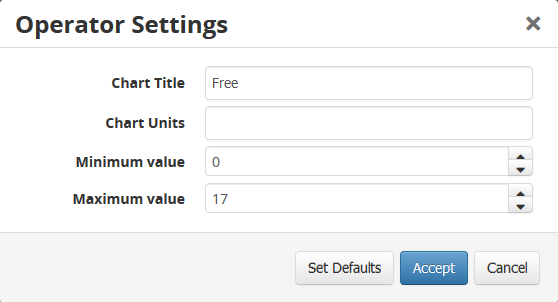 Operator Settings ×
Chart Title Free
Chart Units
Minimum value 0
Maximum value 17
Set Defaults Accept Cancel